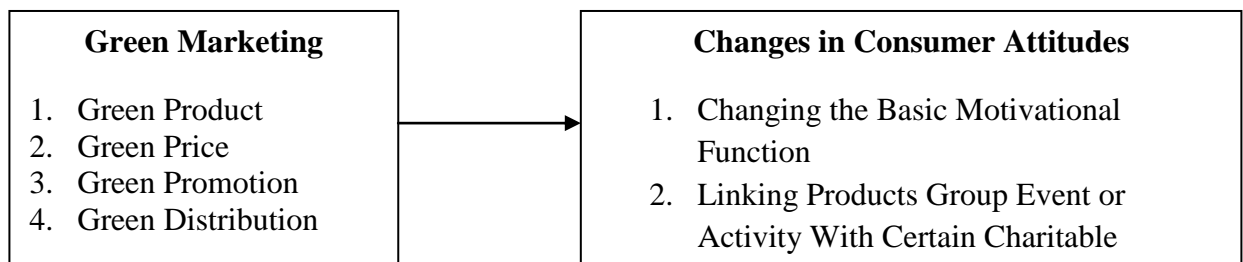 Green Marketing
1. Green Product
2. Green Price
3. Green Promotion
4. Green Distribution
Changes in Consumer Attitudes
1. Changing the Basic Motivational
Function
2. Linking Products Group Event or
Activity With Certain Charitable